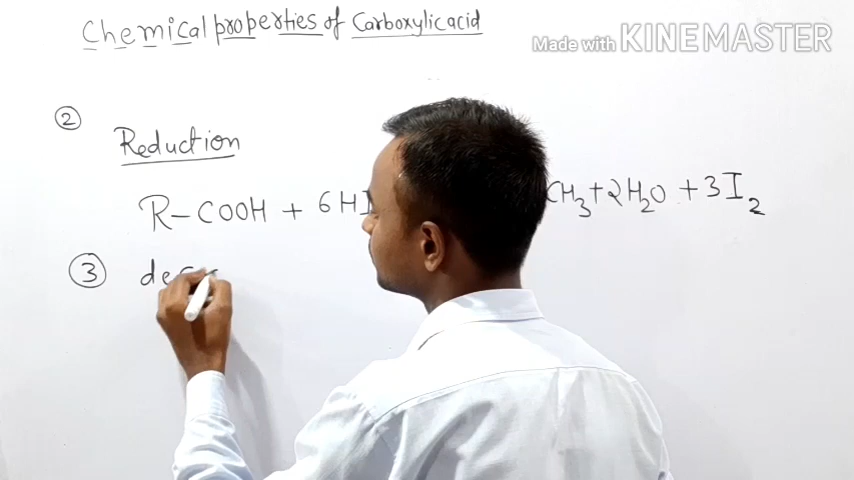 Chemical properties of Carboxylic acid
Made with KINEMASTER
②
Reduction
R-COOH + 6HI CH₃+2H₂O + 3I₂
③